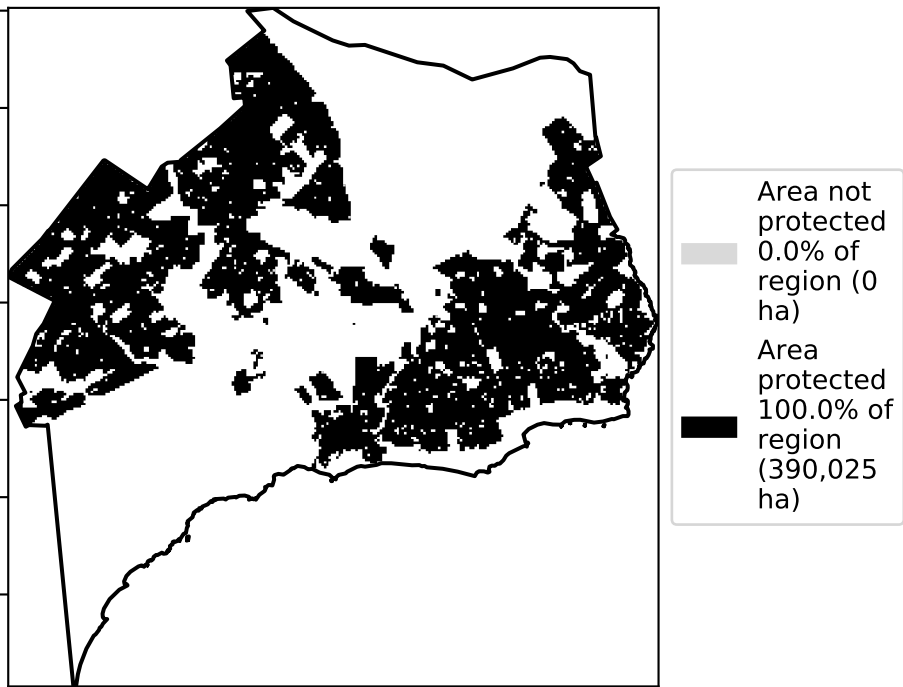 Area not
protected
0.0% of
region (0
ha)
Area
protected
100.0% of
region
(390,025
ha)